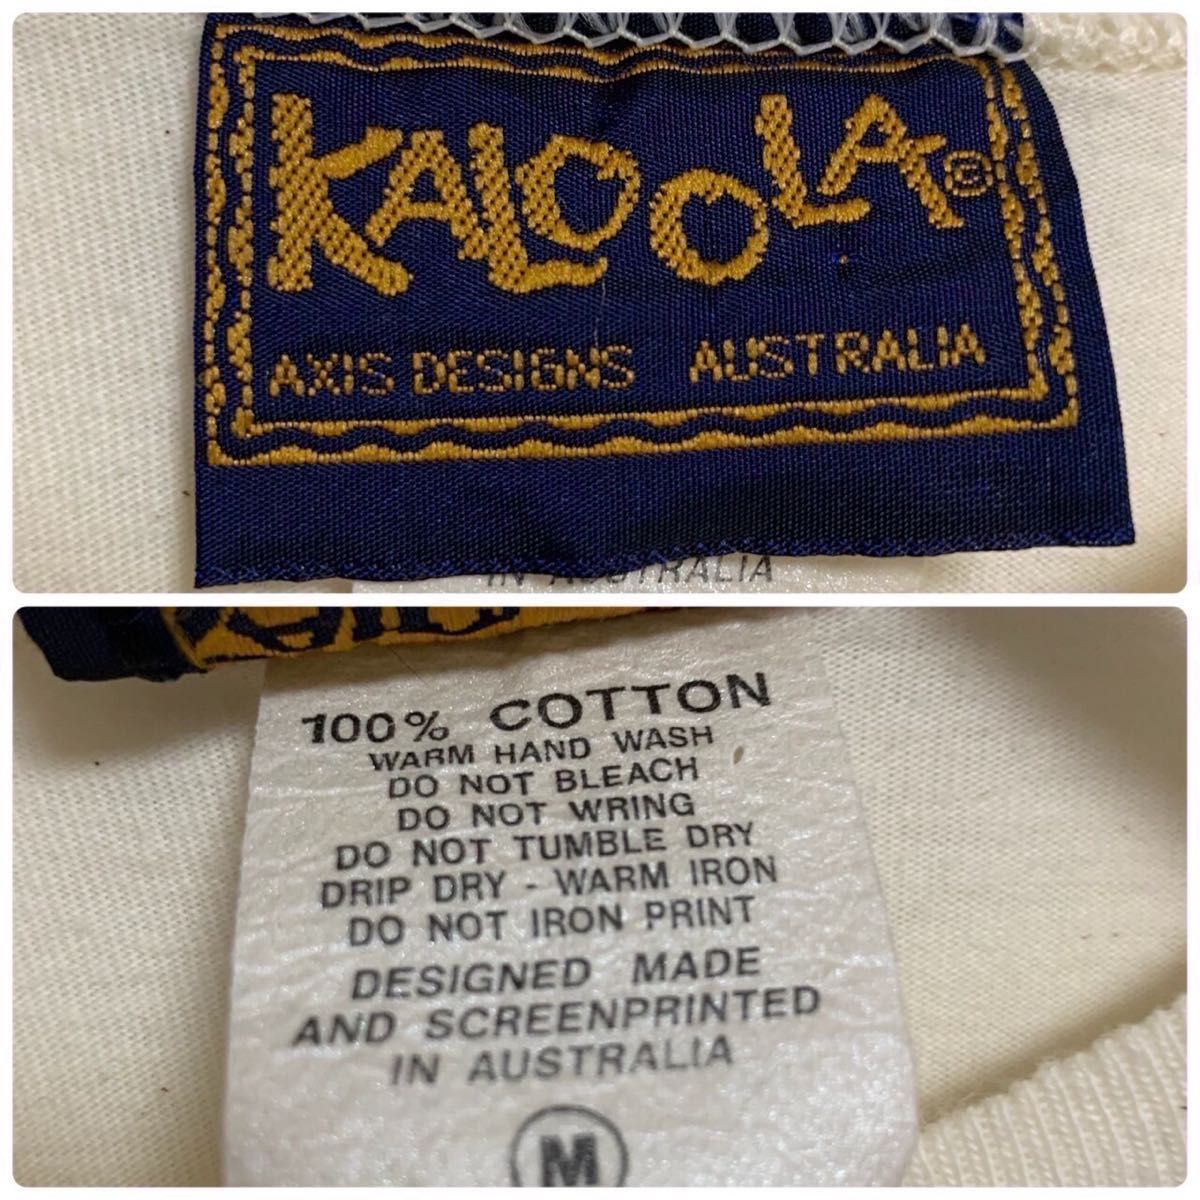 KALOOLA©
AXIS DESIGNS AUSTRALIA
IN AUSTRALIA
100% COTTON
WARM HAND WASH
DO NOT BLEACH
DO NOT WRING
DO NOT TUMBLE DRY
DRIP DRY - WARM IRON
DO NOT IRON PRINT
DESIGNED MADE
AND SCREENPRINTED
IN AUSTRALIA
M